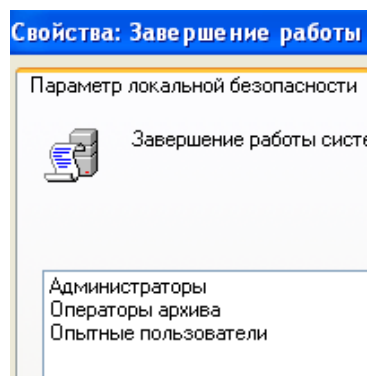 Свойства: Завершение работы
Параметр локальной безопасности
Завершение работы систе
Администраторы
Операторы архива
Опытные пользователи